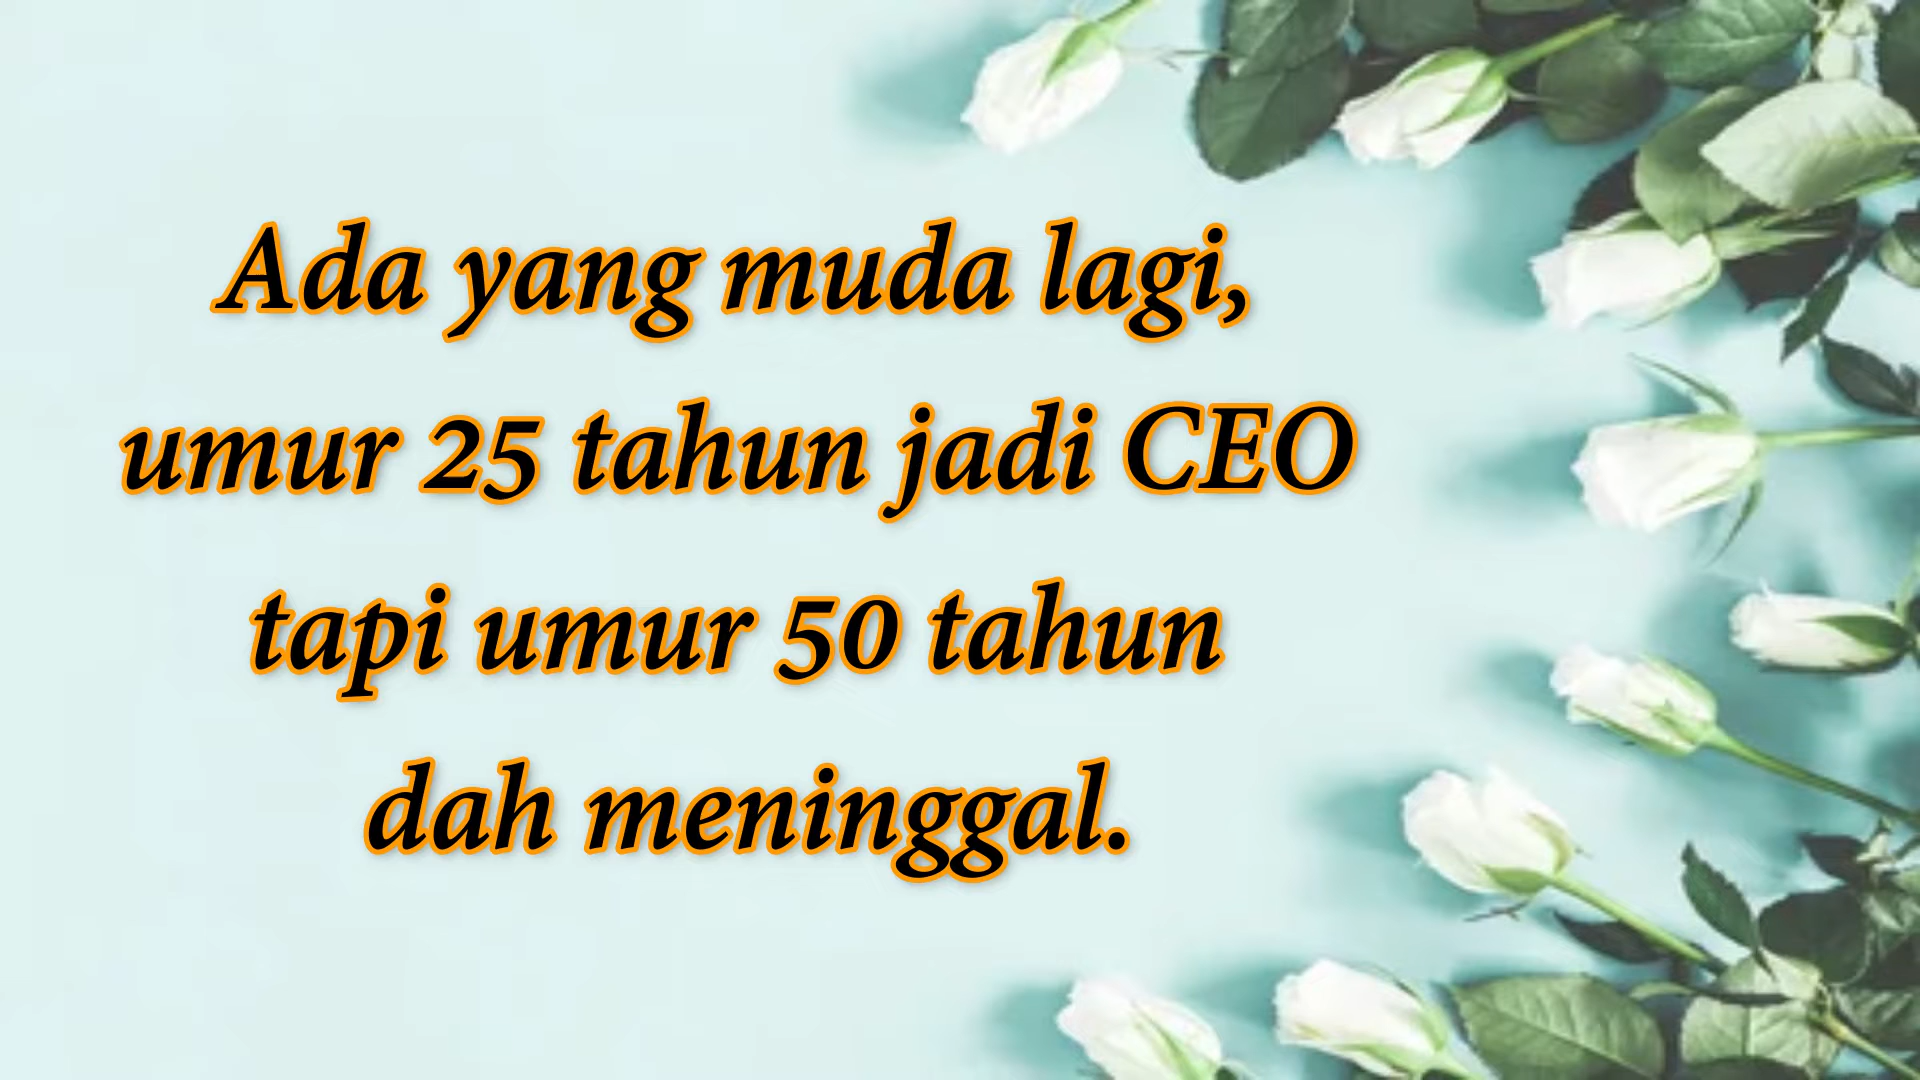 Ada yang muda lagi,
umur 25 tahun jadi CEO
tapi umur 50 tahun
dah meninggal.